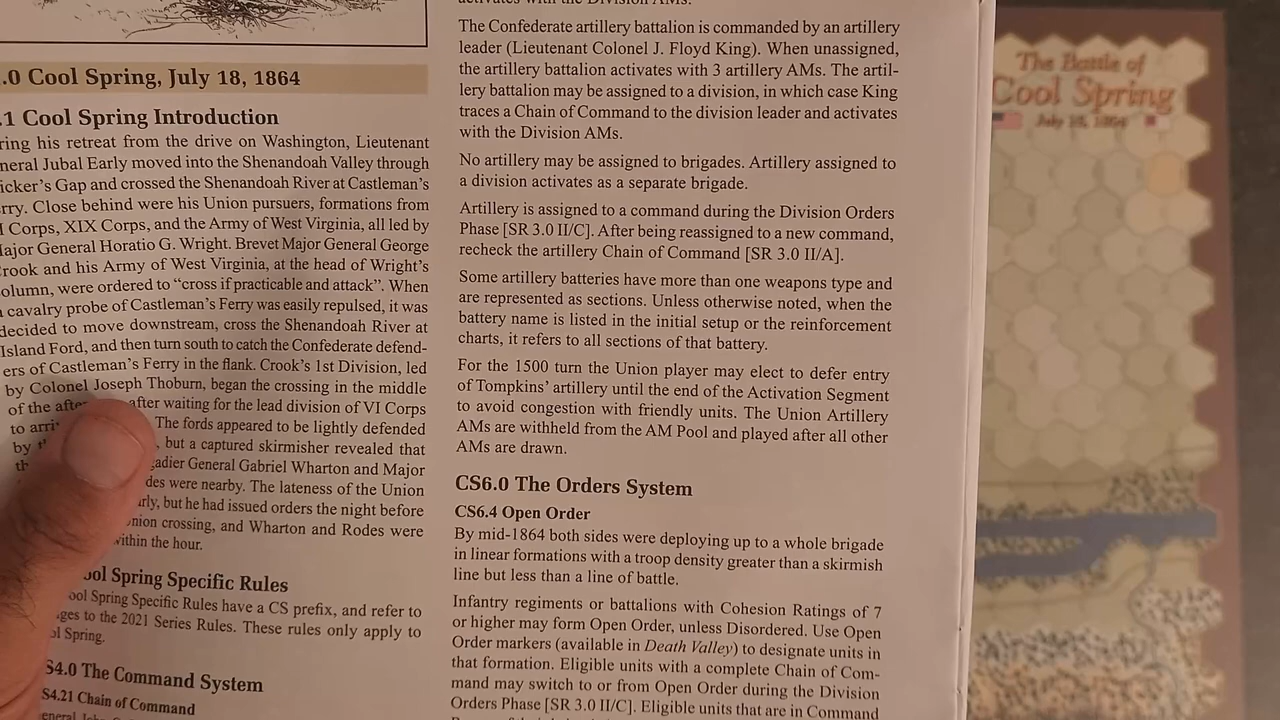 .0 Cool Spring, July 18, 1864
.1 Cool Spring Introduction
ring his retreat from the drive on Washington, Lieutenant
neral Jubal Early moved into the Shenandoah Valley through
icker's Gap and crossed the Shenandoah River at Castleman's
rry. Close behind were his Union pursuers, formations from
I Corps, XIX Corps, and the Army of West Virginia, all led by
Major General Horatio G. Wright. Brevet Major General George
Crook and his Army of West Virginia, at the head of Wright's
column, were ordered to “cross if practicable and attack”. When
a cavalry probe of Castleman's Ferry was easily repulsed, it was
decided to move downstream, cross the Shenandoah River at
Island Ford, and then turn south to catch the Confederate defend-
ers of Castleman's Ferry in the flank. Crook's 1st Division, led
by Colonel Joseph Thoburn, began the crossing in the middle
of the after after waiting for the lead division of VI Corps
to arri The fords appeared to be lightly defended
by t , but a captured skirmisher revealed that
th gadier General Gabriel Wharton and Major
des were nearby. The lateness of the Union
rly, but he had issued orders the night before
nion crossing, and Wharton and Rodes were
within the hour.
ool Spring Specific Rules
ool Spring Specific Rules have a CS prefix, and refer to
ges to the 2021 Series Rules. These rules only apply to
ol Spring.
S4.0 The Command System
S4.21 Chain of Command
activates with the Division AMs.
The Confederate artillery battalion is commanded by an artillery
leader (Lieutenant Colonel J. Floyd King). When unassigned,
the artillery battalion activates with 3 artillery AMs. The artil-
lery battalion may be assigned to a division, in which case King
traces a Chain of Command to the division leader and activates
with the Division AMs.
No artillery may be assigned to brigades. Artillery assigned to
a division activates as a separate brigade.
Artillery is assigned to a command during the Division Orders
Phase [SR 3.0 II/C]. After being reassigned to a new command,
recheck the artillery Chain of Command [SR 3.0 II/A].
Some artillery batteries have more than one weapons type and
are represented as sections. Unless otherwise noted, when the
battery name is listed in the initial setup or the reinforcement
charts, it refers to all sections of that battery.
For the 1500 turn the Union player may elect to defer entry
of Tompkins' artillery until the end of the Activation Segment
to avoid congestion with friendly units. The Union Artillery
AMs are withheld from the AM Pool and played after all other
AMs are drawn.
CS6.0 The Orders System
CS6.4 Open Order
By mid-1864 both sides were deploying up to a whole brigade
in linear formations with a troop density greater than a skirmish
line but less than a line of battle.
Infantry regiments or battalions with Cohesion Ratings of 7
or higher may form Open Order, unless Disordered. Use Open
Order markers (available in Death Valley) to designate units in
that formation. Eligible units with a complete Chain of Com-
mand may switch to or from Open Order during the Division
Orders Phase [SR 3.0 II/C]. Eligible units that are in Command
The Battle of
Cool Spring
July 18, 1864